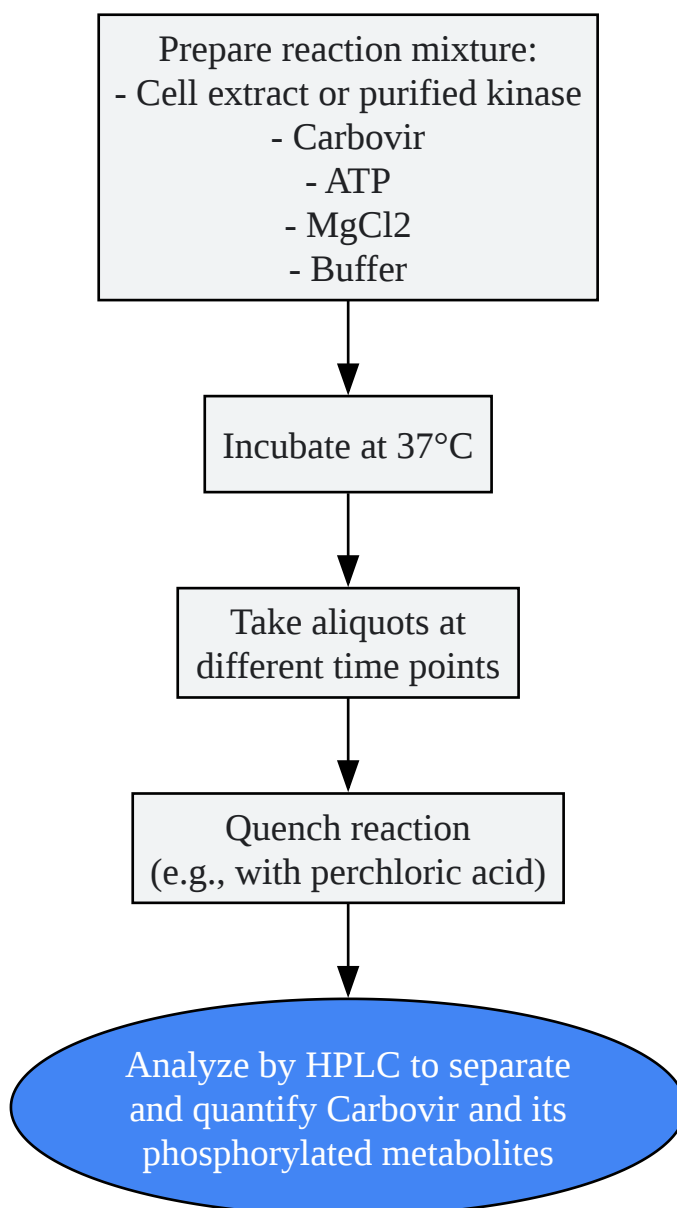 Prepare reaction mixture:
- Cell extract or purified kinase
- Carbovir
- ATP
- MgCl2
- Buffer
Incubate at 37°C
Take aliquots at
different time points
Quench reaction
(e.g., with perchloric acid)
Analyze by HPLC to separate
and quantify Carbovir and its
phosphorylated metabolites